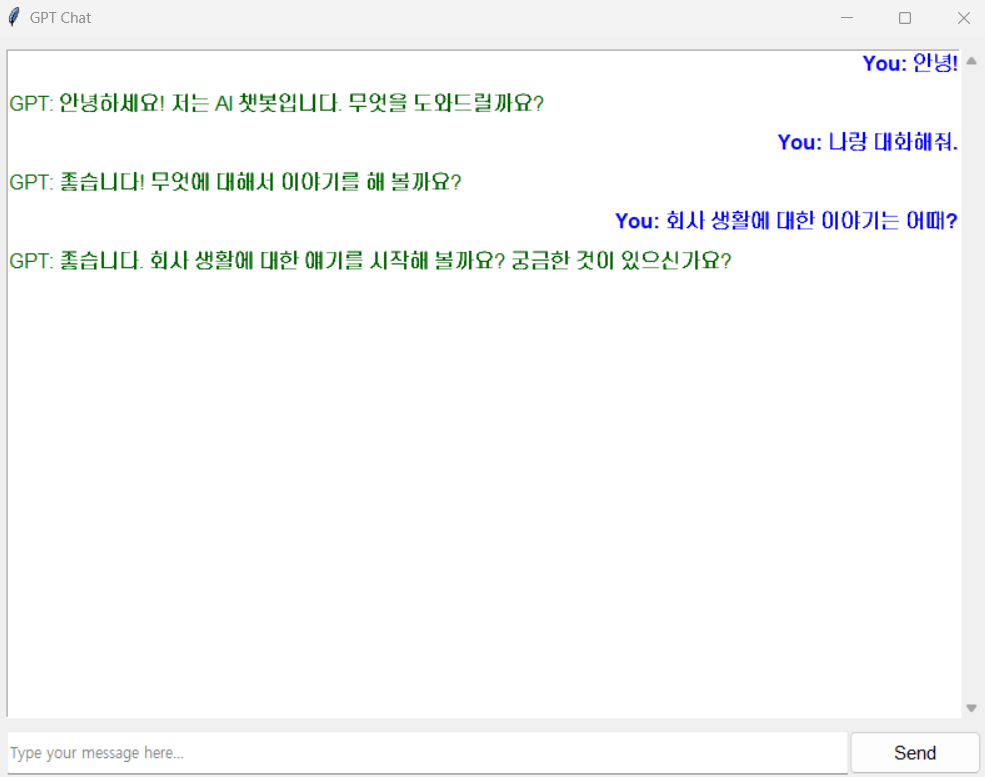 GPT Chat
You: 안녕!
GPT: 안녕하세요! 저는 AI 챗봇입니다. 무엇을 도와드릴까요?
You: 나랑 대화해줘.
GPT: 좋습니다! 무엇에 대해서 이야기를 해 볼까요?
You: 회사 생활에 대한 이야기는 어때?
GPT: 좋습니다. 회사 생활에 대한 얘기를 시작해 볼까요? 궁금한 것이 있으신가요?
Type your message here...
Send